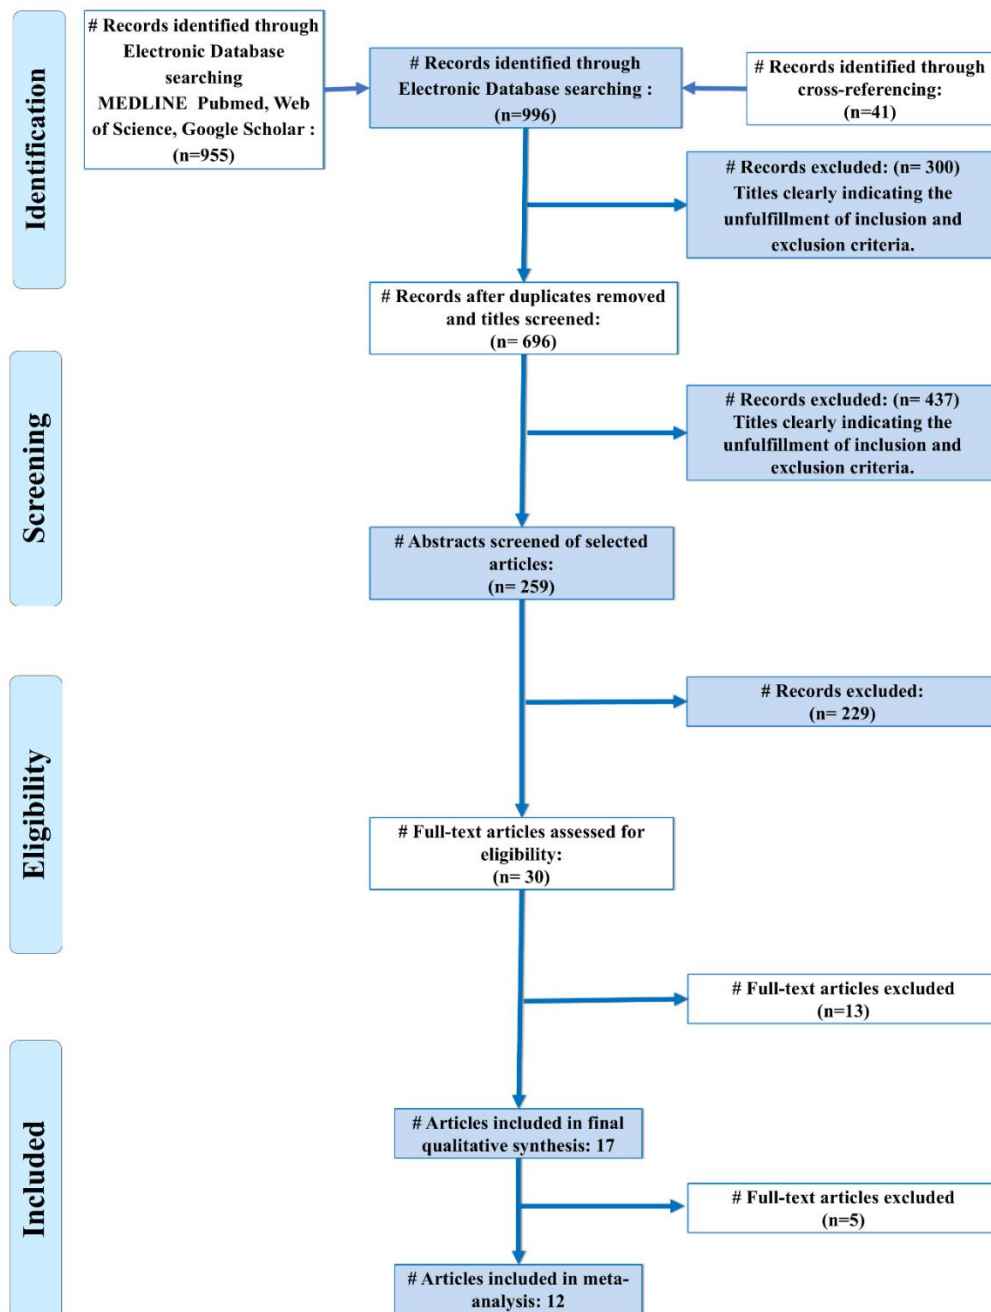 Identification
# Records identified through
Electronic Database
searching
MEDLINE Pubmed, Web
of Science, Google Scholar :
(n=955)
# Records identified through
Electronic Database searching :
(n=996)
# Records identified through
cross-referencing:
(n=41)
# Records excluded: (n= 300)
Titles clearly indicating the
unfulfillment of inclusion and
exclusion criteria.
# Records after duplicates removed
and titles screened:
(n= 696)
Screening
# Records excluded: (n= 437)
Titles clearly indicating the
unfulfillment of inclusion and
exclusion criteria.
# Abstracts screened of selected
articles:
(n= 259)
Eligibility
# Records excluded:
(n= 229)
# Full-text articles assessed for
eligibility:
(n= 30)
# Full-text articles excluded
(n=13)
Included
# Articles included in final
qualitative synthesis: 17
# Full-text articles excluded
(n=5)
# Articles included in meta-
analysis: 12